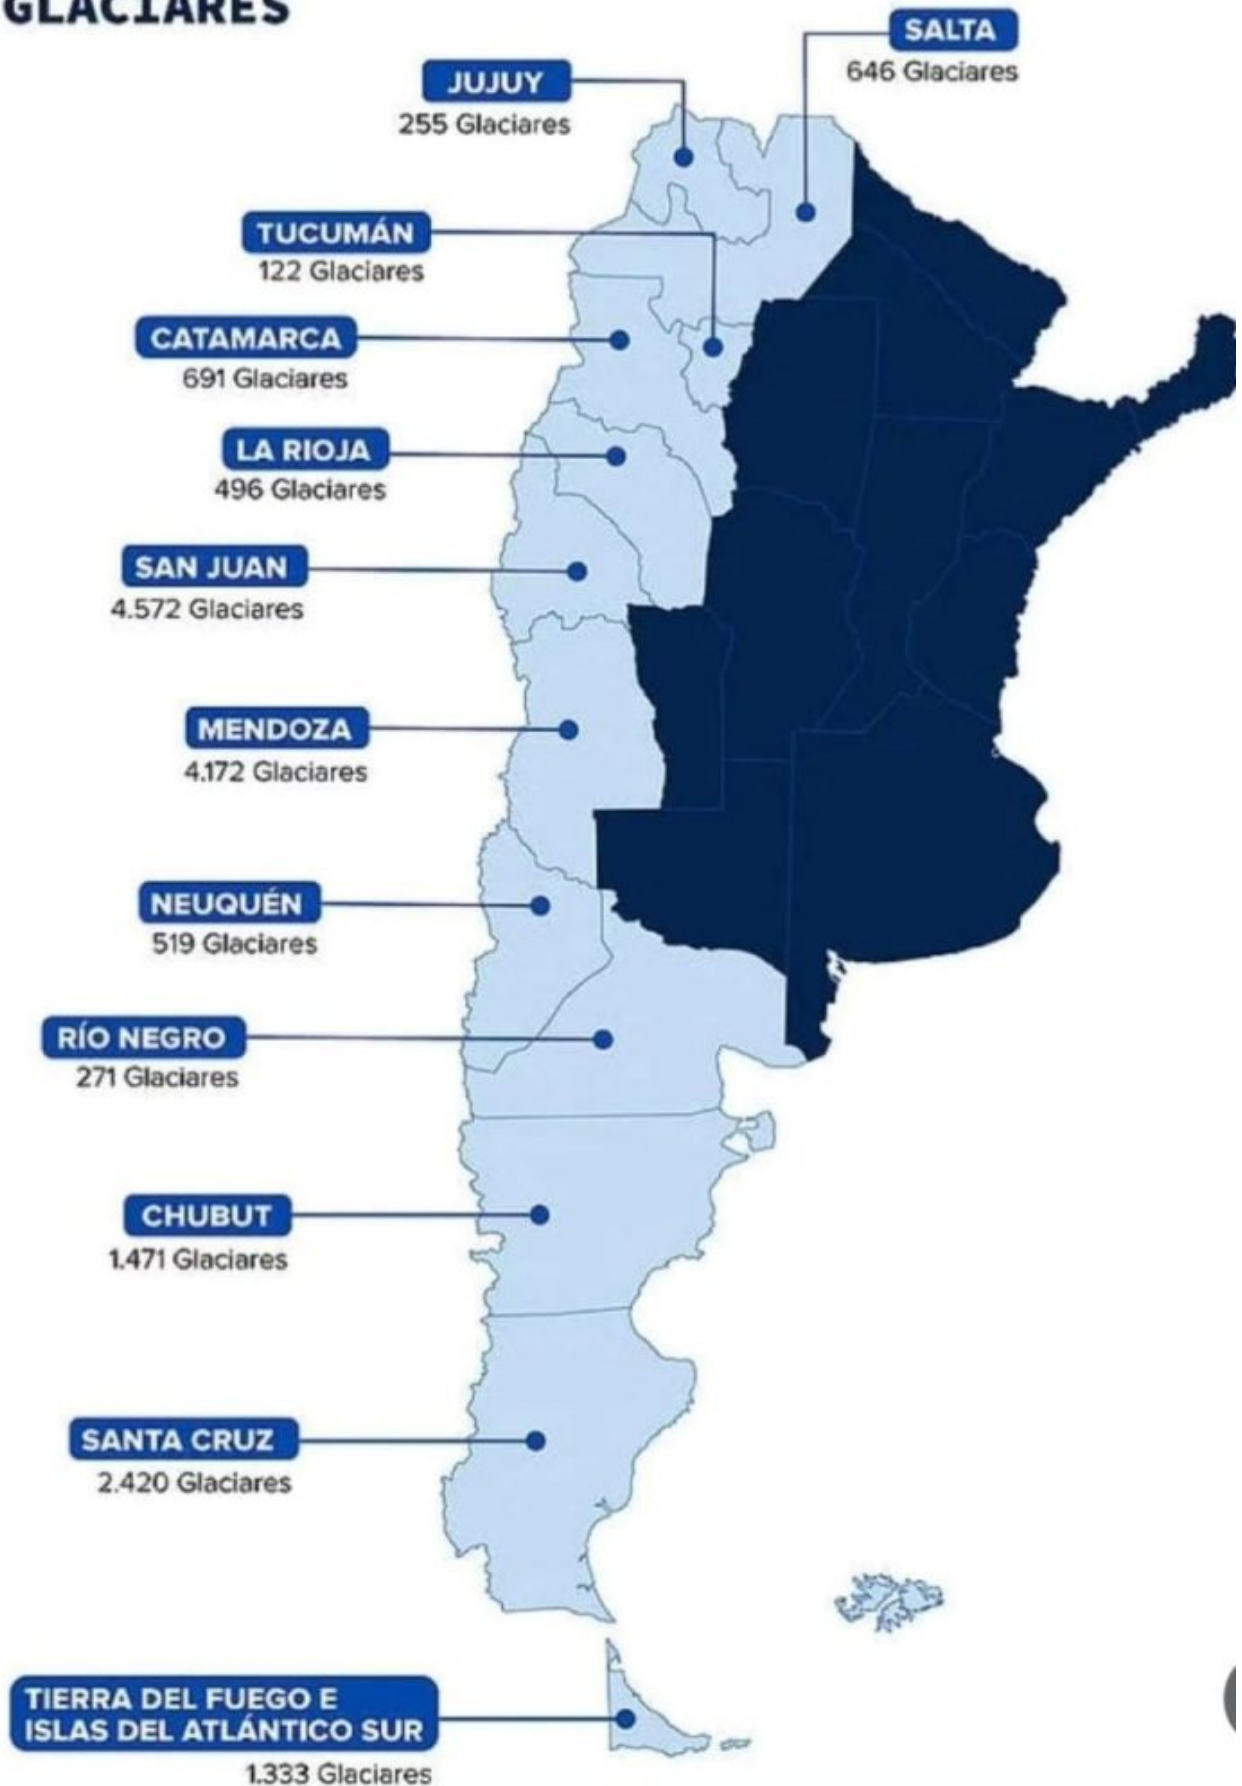 GLACIARES
SALTA
646 Glaciares
JUJUY
255 Glaciares
TUCUMÁN
122 Glaciares
CATAMARCA
691 Glaciares
LA RIOJA
496 Glaciares
SAN JUAN
4.572 Glaciares
MENDOZA
4.172 Glaciares
NEUQUÉN
519 Glaciares
RÍO NEGRO
271 Glaciares
CHUBUT
1.471 Glaciares
SANTA CRUZ
2.420 Glaciares
TIERRA DEL FUEGO E
ISLAS DEL ATLÁNTICO SUR
1.333 Glaciares